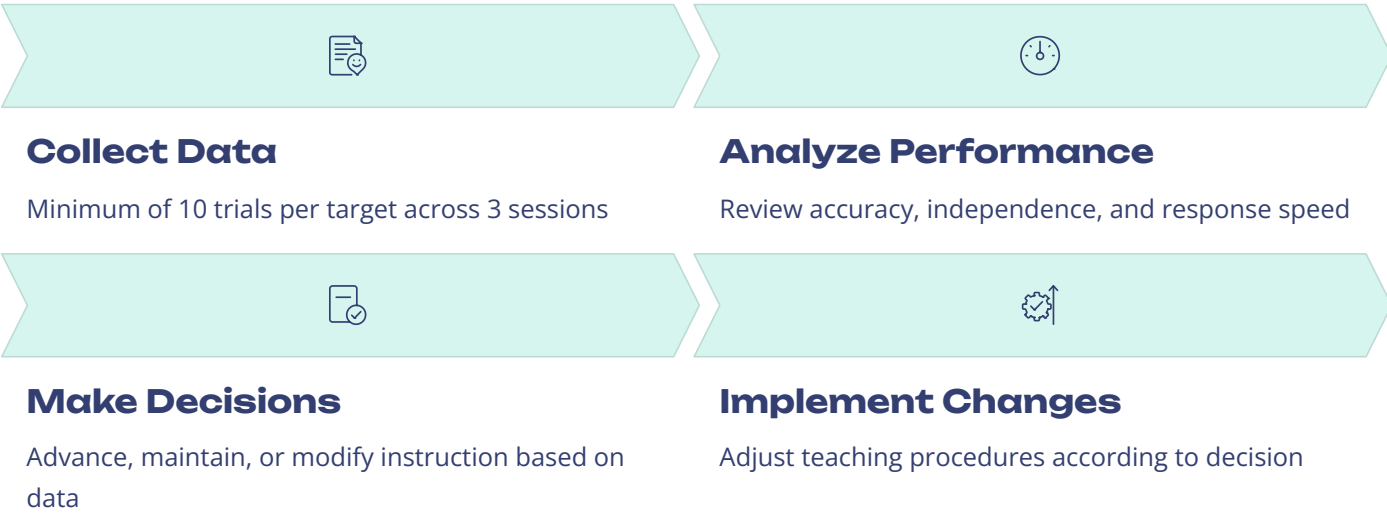 Collect Data
Minimum of 10 trials per target across 3 sessions
Analyze Performance
Review accuracy, independence, and response speed
Make Decisions
Advance, maintain, or modify instruction based on
data
Implement Changes
Adjust teaching procedures according to decision